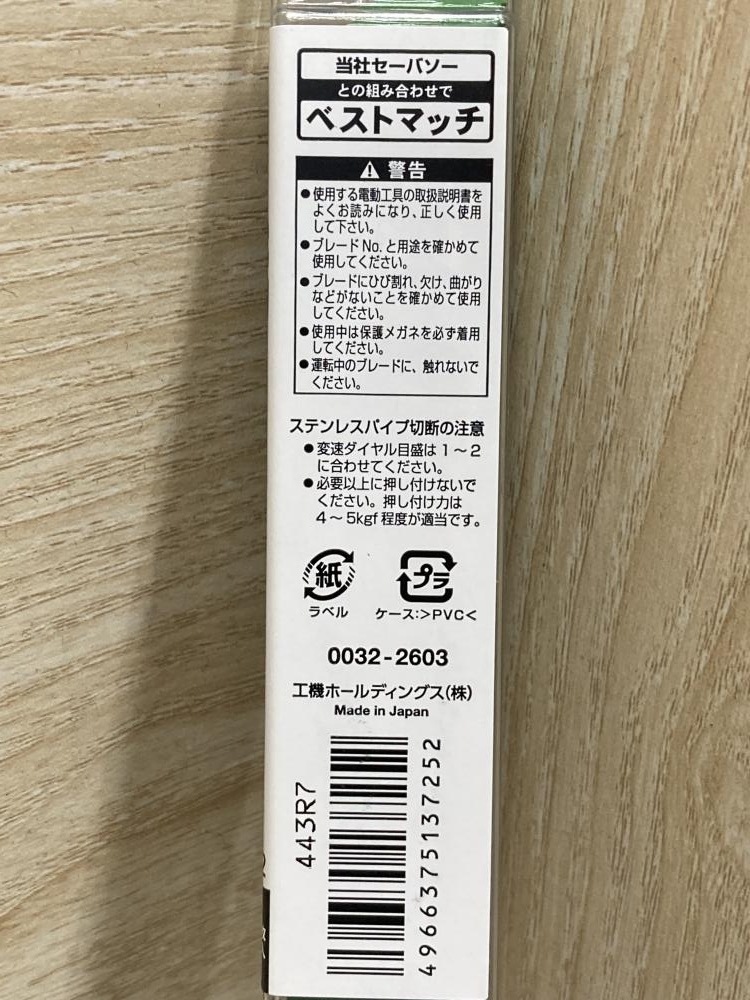 当社セーバソー
との組み合わせで
ベストマッチ
警告
●使用する電動工具の取扱説明書を
よくお読みになり、正しく使用
して下さい。
●ブレードNo.と用途を確かめて
使用してください。
●ブレードにひび割れ、欠け、曲がり
などがないことを確かめて使用
してください。
●使用中は保護メガネを必ず着用
してください。
●運転中のブレードに、触れないで
ください。
ステンレスパイプ切断の注意
●変速ダイヤル目盛は1～2
に合わせてください。
●必要以上に押し付けないで
ください。押し付け力は
4～5kgf程度が適当です。
紙
プラ
ラベル
ケース:>PVC<
0032-2603
工機ホールディングス(株)
Made in Japan
443R7
4966375137252